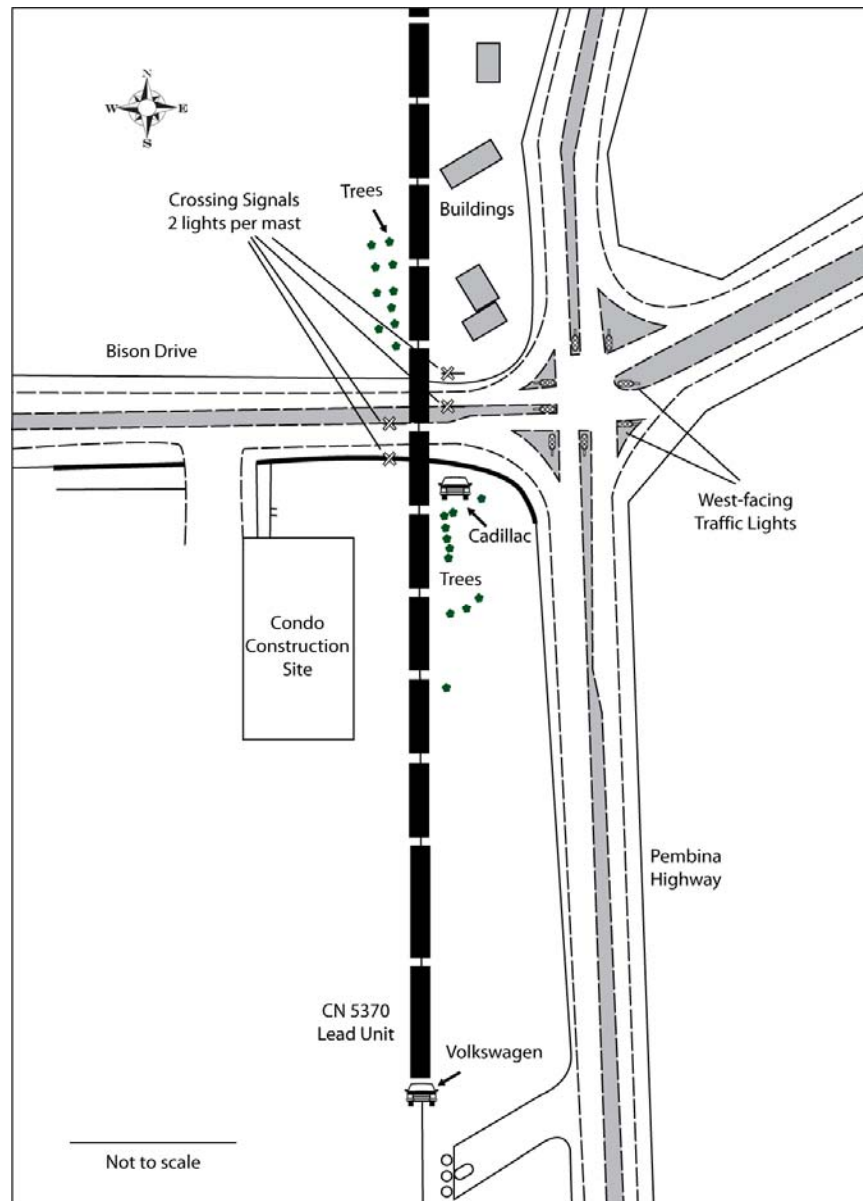 N
W E
S
Crossing Signals
2 lights per mast
Trees
Buildings
Bison Drive
West-facing
Traffic Lights
Cadillac
Trees
Condo
Construction
Site
Pembina
Highway
CN 5370
Lead Unit
Volkswagen
Not to scale